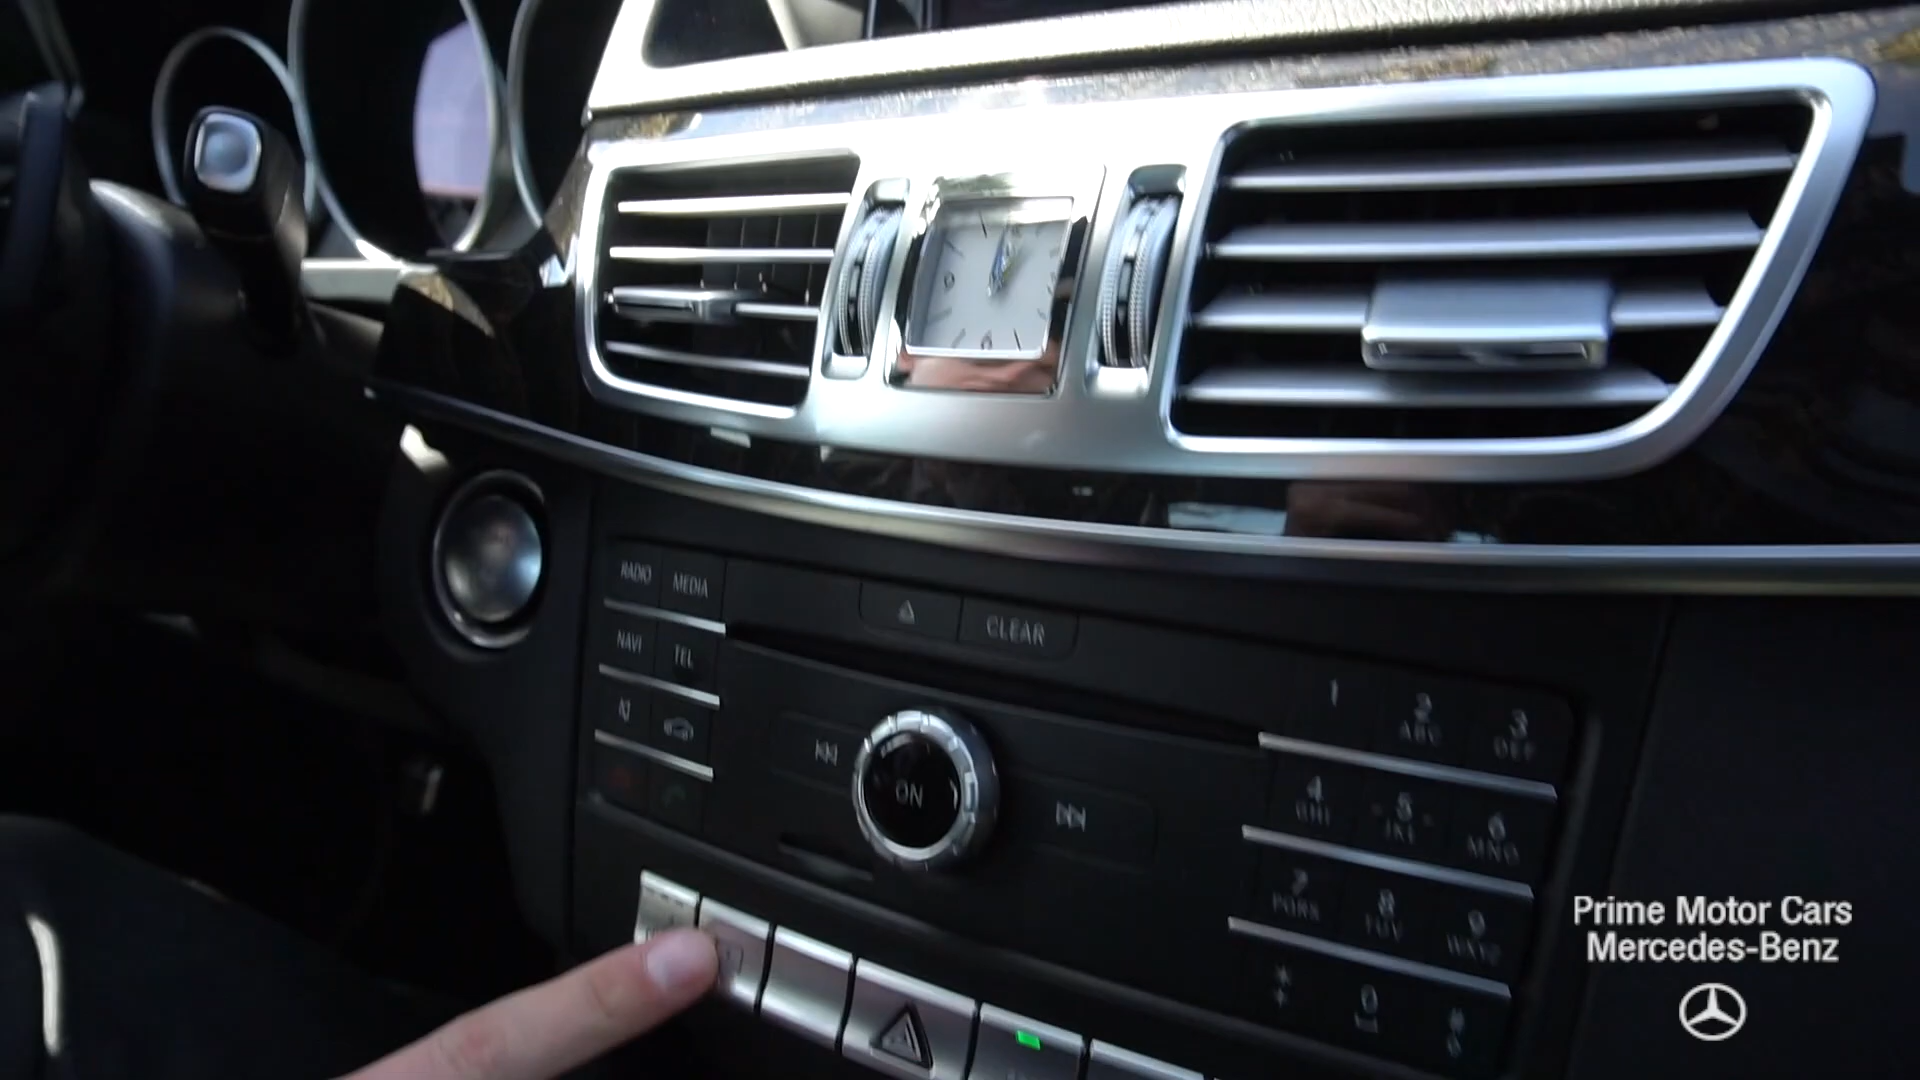 RADIO MEDIA
CLEAR
NAVI TEL
1 2 ABC 3 DEF
ON
4 GHI 5 JKL 6 MNO
7 PQRS 8 TUV 9 WXYZ
* 0 #
Prime Motor Cars
Mercedes-Benz